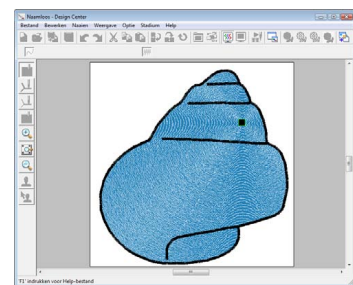 Naamloos - Design Center
Bestand Bewerken Naaien Weergave Optie Stadium Help
'F1' indrukken voor Help-bestand